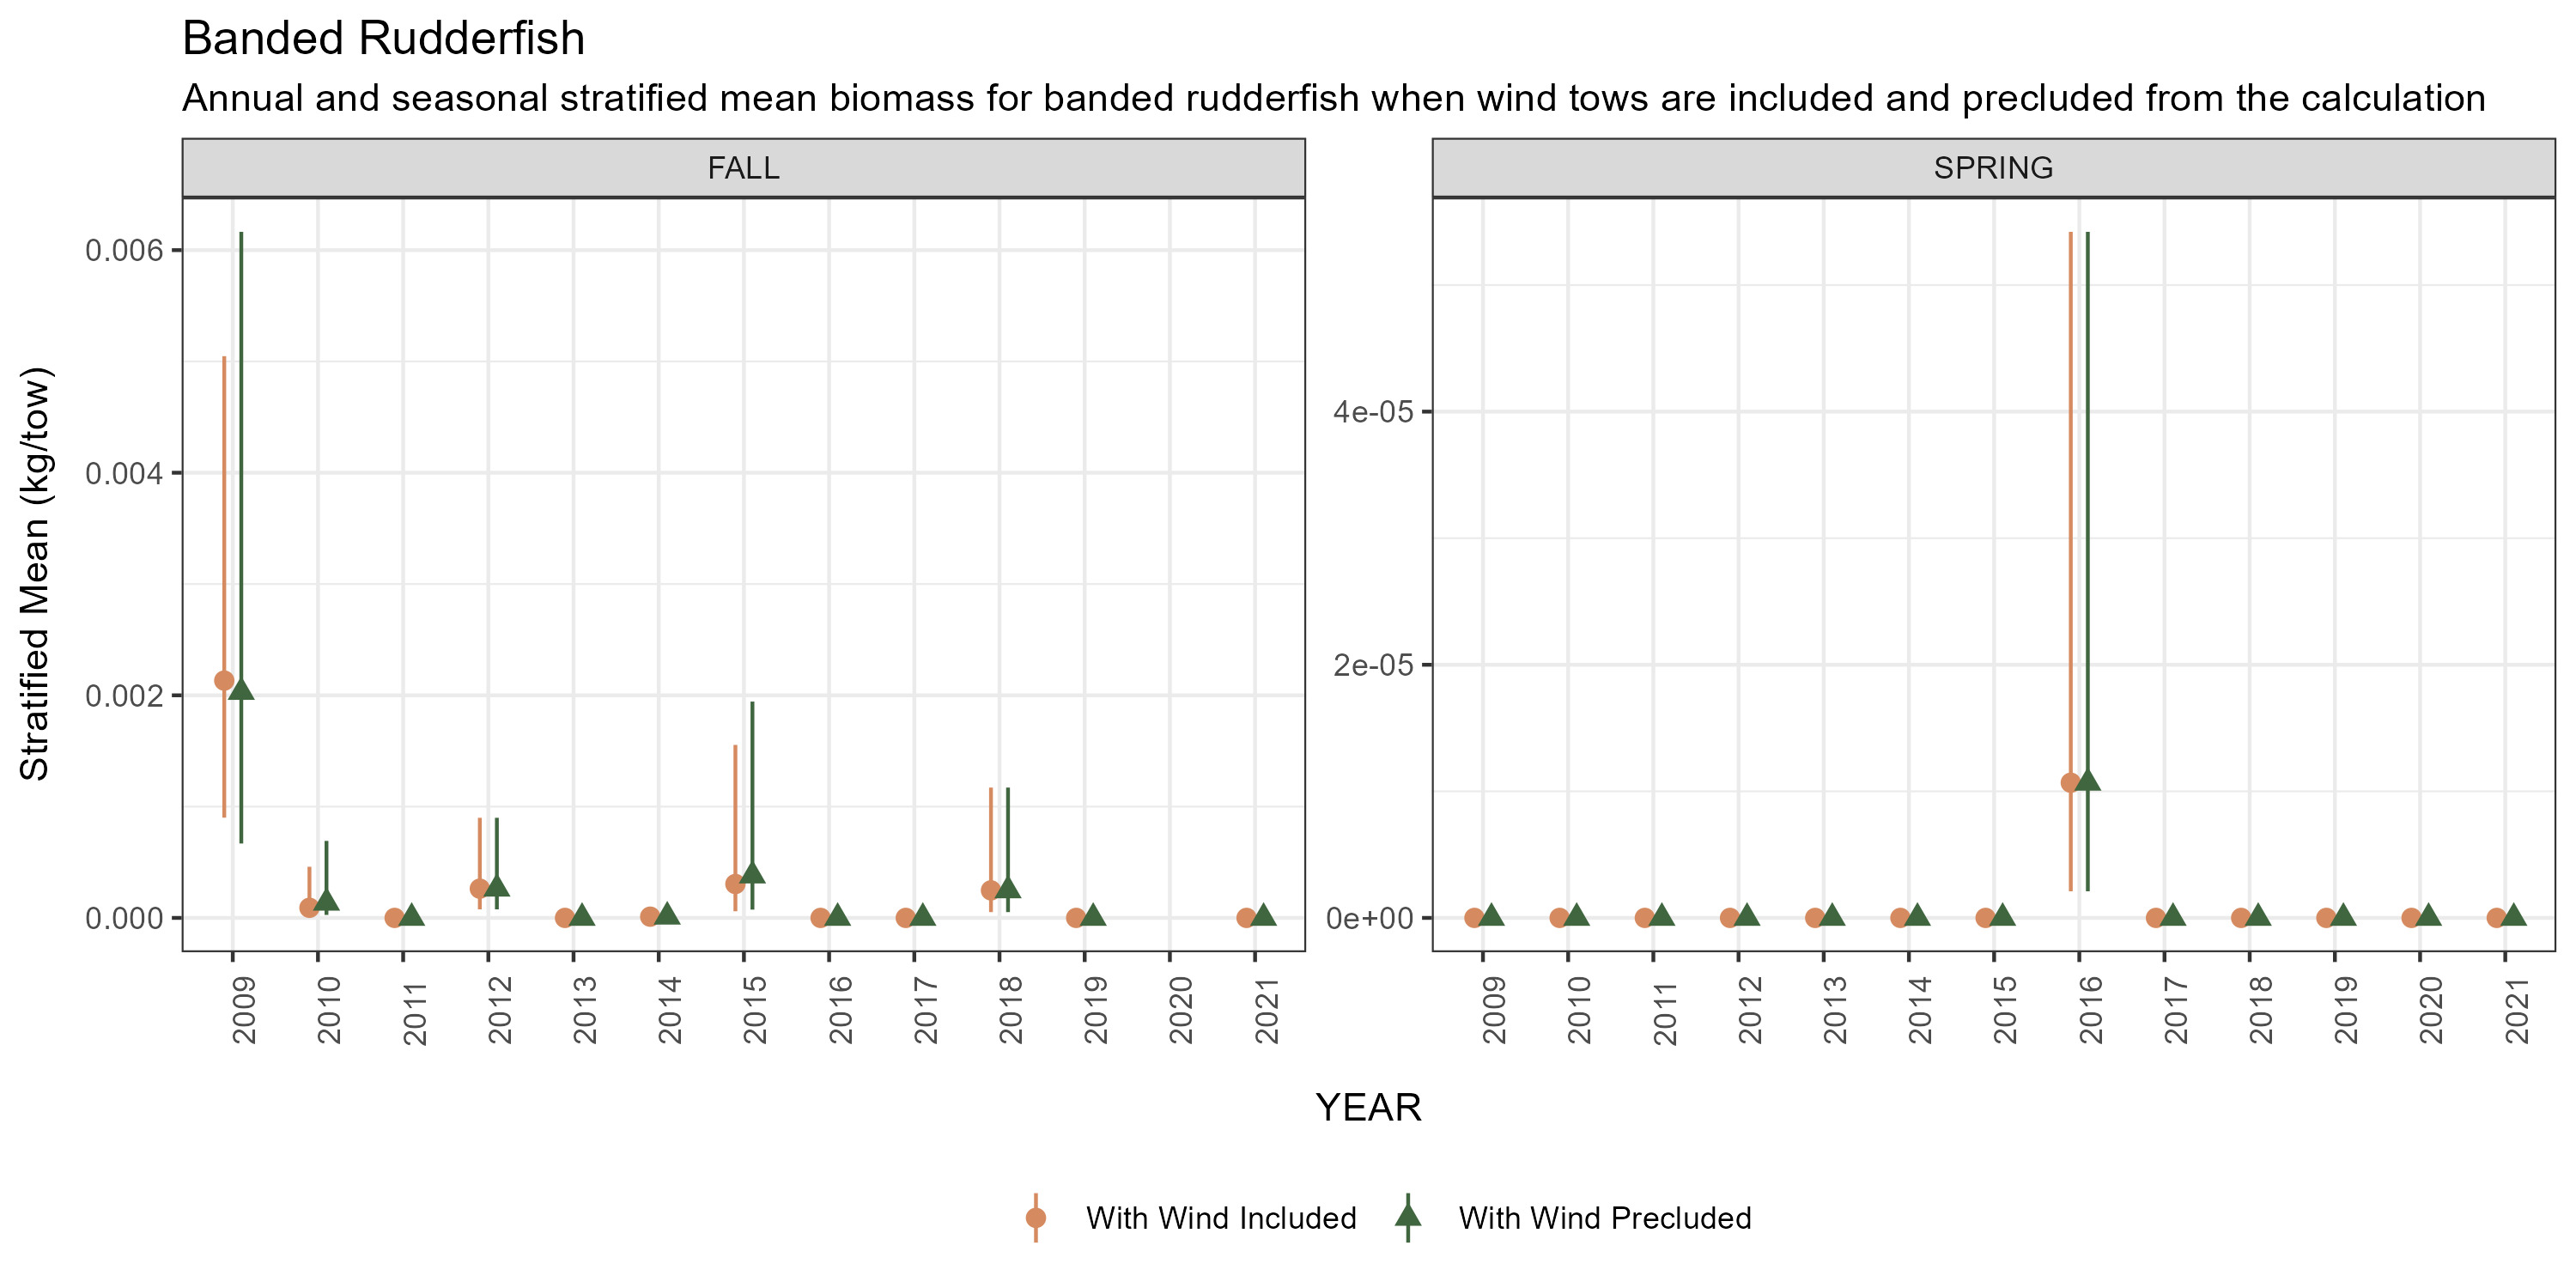 Banded Rudderfish
Annual and seasonal stratified mean biomass for banded rudderfish when wind tows are included and precluded from the calculation
FALL
SPRING
Stratified Mean (kg/tow)
0.006
0.004
0.002
0.000
4e-05
2e-05
0e+00
2009 2010 2011 2012 2013 2014 2015 2016 2017 2018 2019 2020 2021
2009 2010 2011 2012 2013 2014 2015 2016 2017 2018 2019 2020 2021
YEAR
With Wind Included With Wind Precluded